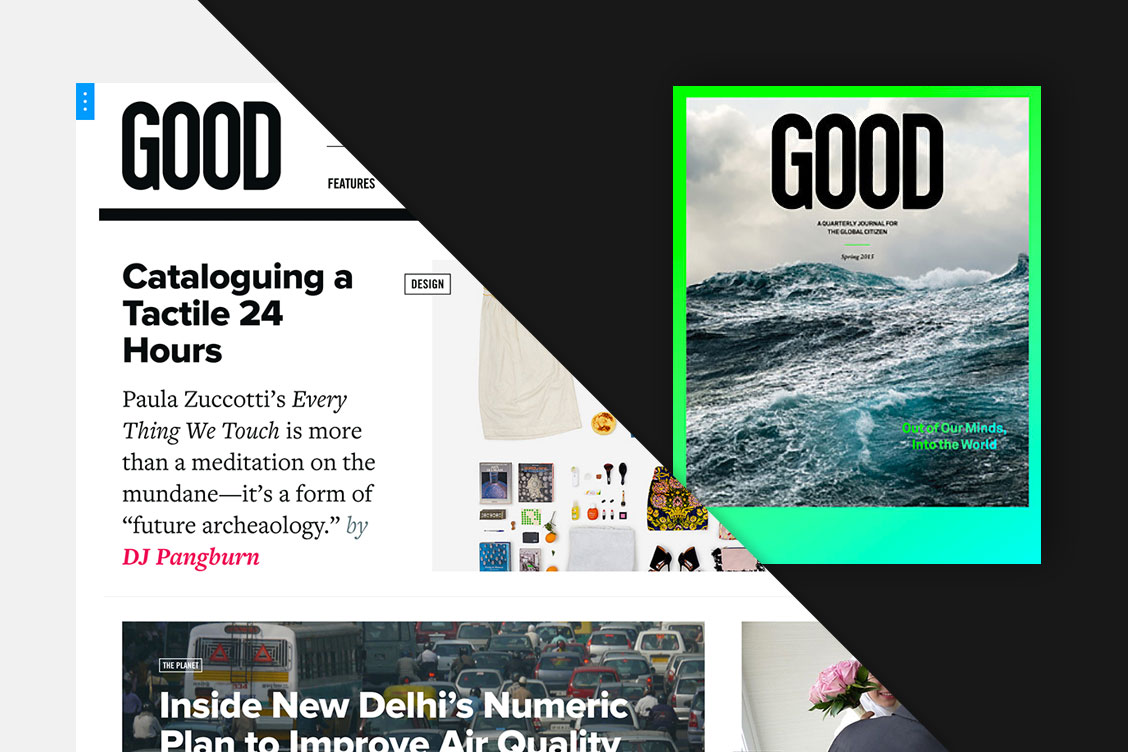 GOOD
FEATURES
Cataloguing a
Tactile 24
Hours
DESIGN
Paula Zuccotti’s Every
Thing We Touch is more
than a meditation on the
mundane—it’s a form of
“future archeaology.” by
DJ Pangburn
THE PLANET
Inside New Delhi’s Numeric
Plan to Improve Air Quality
GOOD
A QUARTERLY JOURNAL FOR
THE GLOBAL CITIZEN
Spring 2015
Out of Our Minds,
Into the World